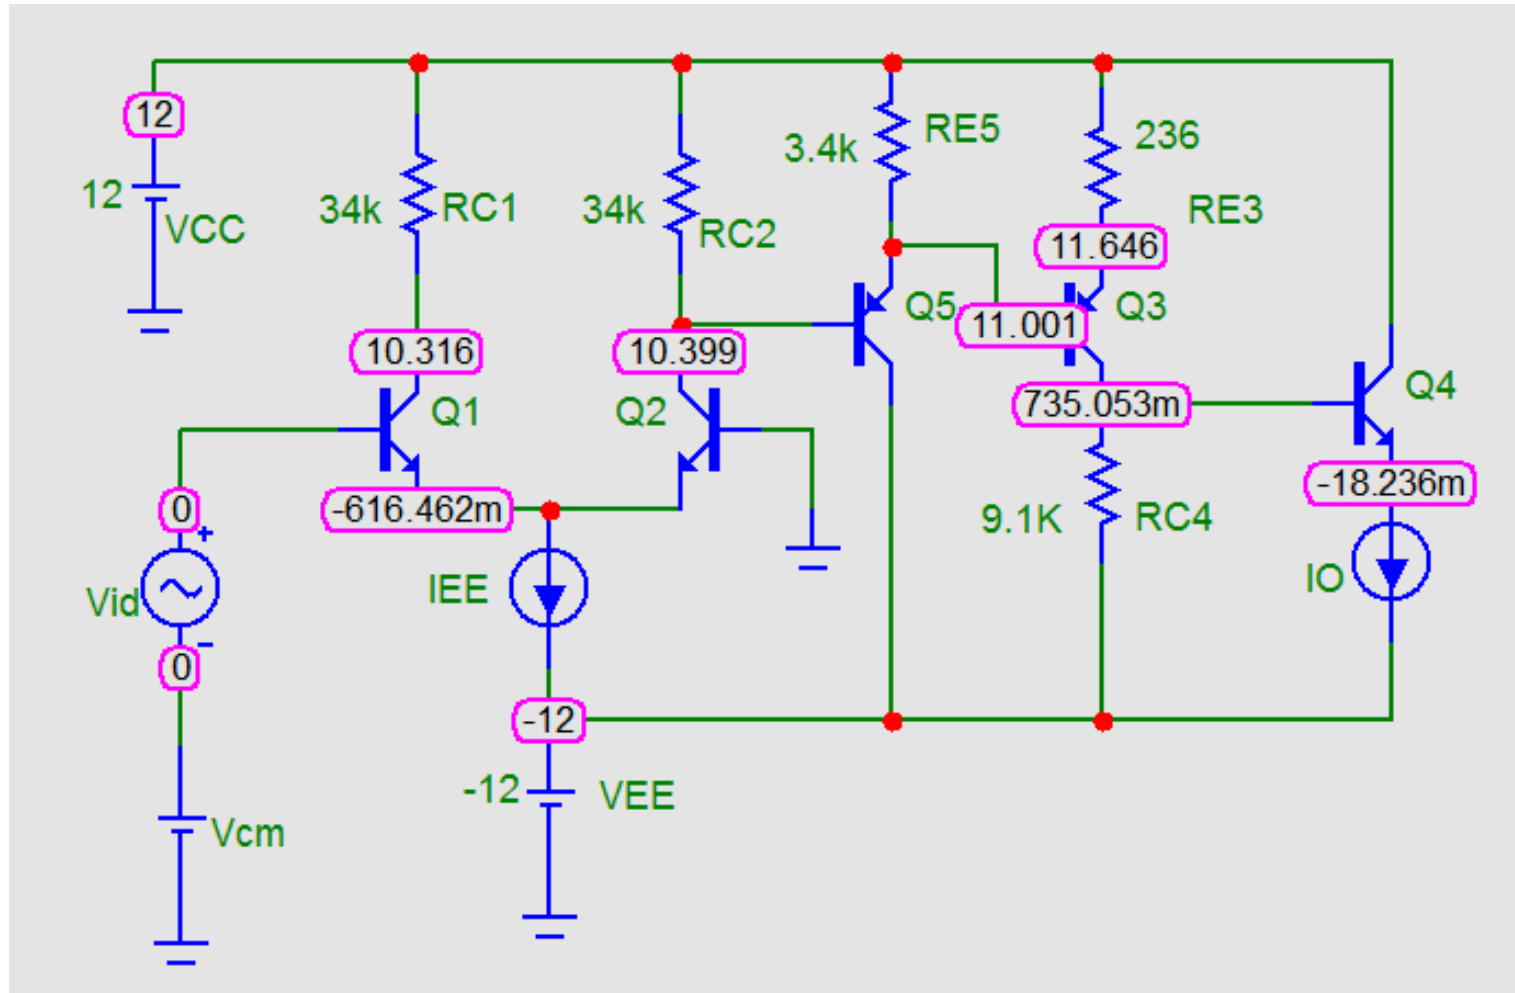 12
12
VCC
34k
RC1
34k
RC2
3.4k
RE5
236
RE3
11.646
Q5
11.001
Q3
10.316
10.399
Q1
Q2
735.053m
Q4
0
-616.462m
-18.236m
+
Vid
-
IEE
9.1K
RC4
IO
0
-12
-12
VEE
Vcm